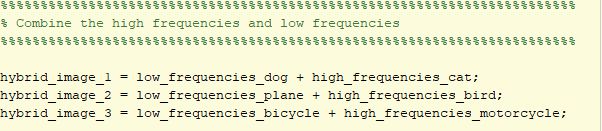 %%%%%%%%%%%%%%%%%%%%%%%%%%%%%%%%%%%%%%%%%%%%%%%%%%%%%%%%%%%%%%%%%%%%%%%%%%
% Combine the high frequencies and low frequencies
%%%%%%%%%%%%%%%%%%%%%%%%%%%%%%%%%%%%%%%%%%%%%%%%%%%%%%%%%%%%%%%%%%%%%%%%%%
hybrid_image_1 = low_frequencies_dog + high_frequencies_cat;
hybrid_image_2 = low_frequencies_plane + high_frequencies_bird;
hybrid_image_3 = low_frequencies_bicycle + high_frequencies_motorcycle;